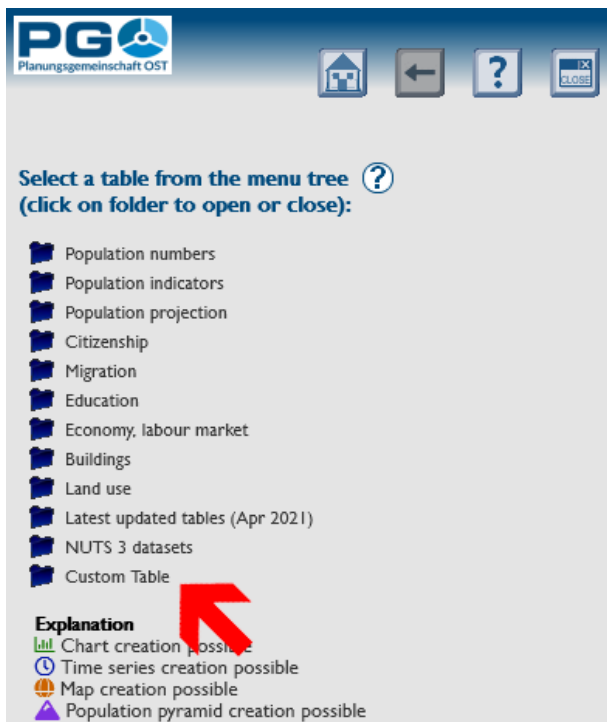 PGO
Planungsgemeinschaft OST
?
CLOSE
Select a table from the menu tree ?
(click on folder to open or close):
Population numbers
Population indicators
Population projection
Citizenship
Migration
Education
Economy, labour market
Buildings
Land use
Latest updated tables (Apr 2021)
NUTS 3 datasets
Custom Table
Explanation
Chart creation possible
Time series creation possible
Map creation possible
Population pyramid creation possible